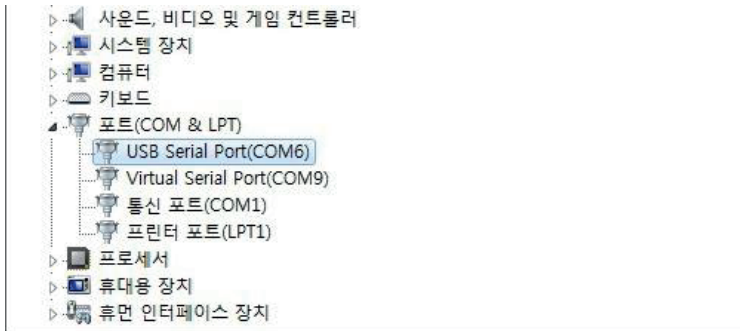 사운드, 비디오 및 게임 컨트롤러
시스템 장치
컴퓨터
키보드
포트(COM & LPT)
USB Serial Port(COM6)
Virtual Serial Port(COM9)
통신 포트(COM1)
프린터 포트(LPT1)
프로세서
휴대용 장치
휴먼 인터페이스 장치